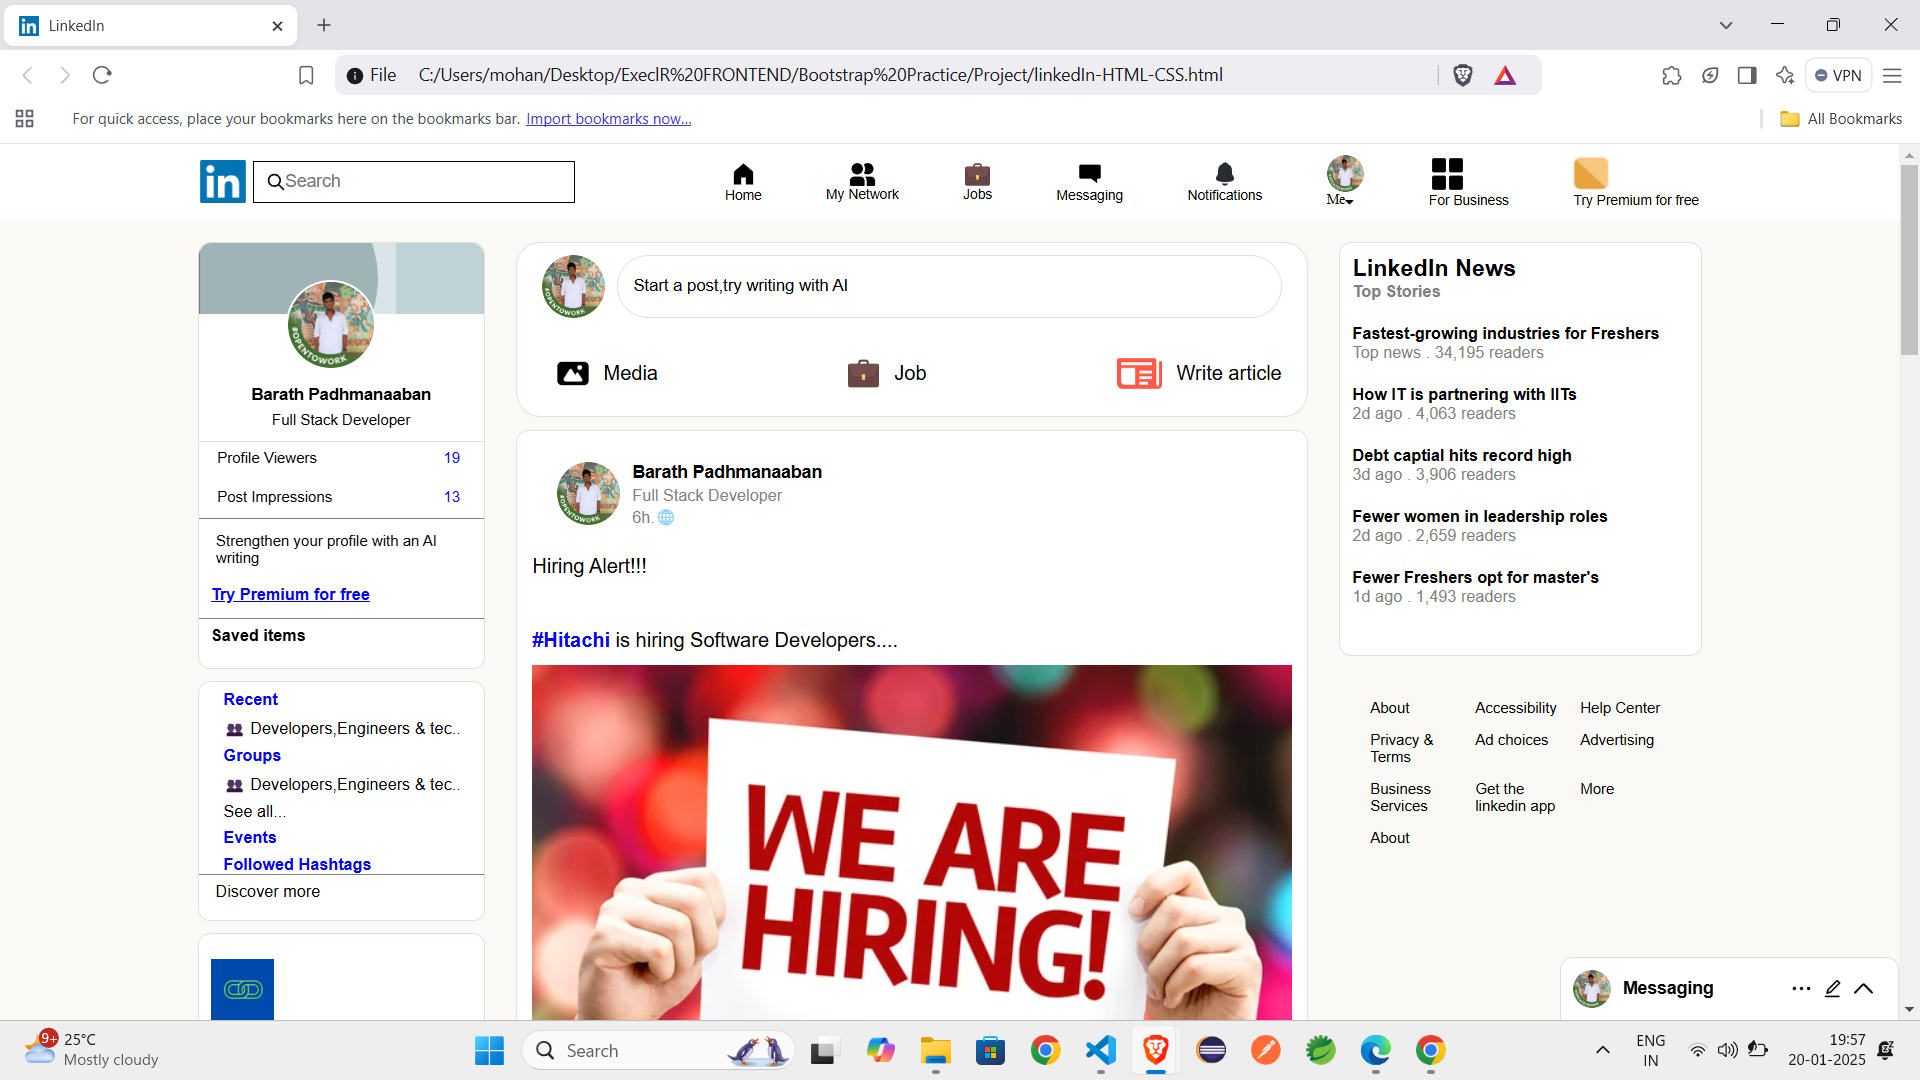 LinkedIn
File C:/Users/mohan/Desktop/ExeclR%20FRONTEND/Bootstrap%20Practice/Project/linkedIn-HTML-CSS.html
VPN
For quick access, place your bookmarks here on the bookmarks bar. Import bookmarks now...
All Bookmarks
in
Search
Home
My Network
Jobs
Messaging
Notifications
Me
For Business
Try Premium for free
#OPENTOWORK
Barath Padhmanaaban
Full Stack Developer
Profile Viewers 19
Post Impressions 13
Strengthen your profile with an AI
writing
Try Premium for free
Saved items
Recent
Developers,Engineers & tec..
Groups
Developers,Engineers & tec..
See all...
Events
Followed Hashtags
Discover more
#OPENTOWORK
Start a post,try writing with AI
Media
Job
Write article
#OPENTOWORK
Barath Padhmanaaban
Full Stack Developer
6h.
Hiring Alert!!!
#Hitachi is hiring Software Developers....
WE ARE
HIRING!
LinkedIn News
Top Stories
Fastest-growing industries for Freshers
Top news . 34,195 readers
How IT is partnering with IITs
2d ago . 4,063 readers
Debt captial hits record high
3d ago . 3,906 readers
Fewer women in leadership roles
2d ago . 2,659 readers
Fewer Freshers opt for master's
1d ago . 1,493 readers
About Accessibility Help Center
Privacy & Ad choices Advertising
Terms
Business Get the More
Services linkedin app
About
Messaging
9+
25°C
Mostly cloudy
Search
ENG
IN
19:57
20-01-2025